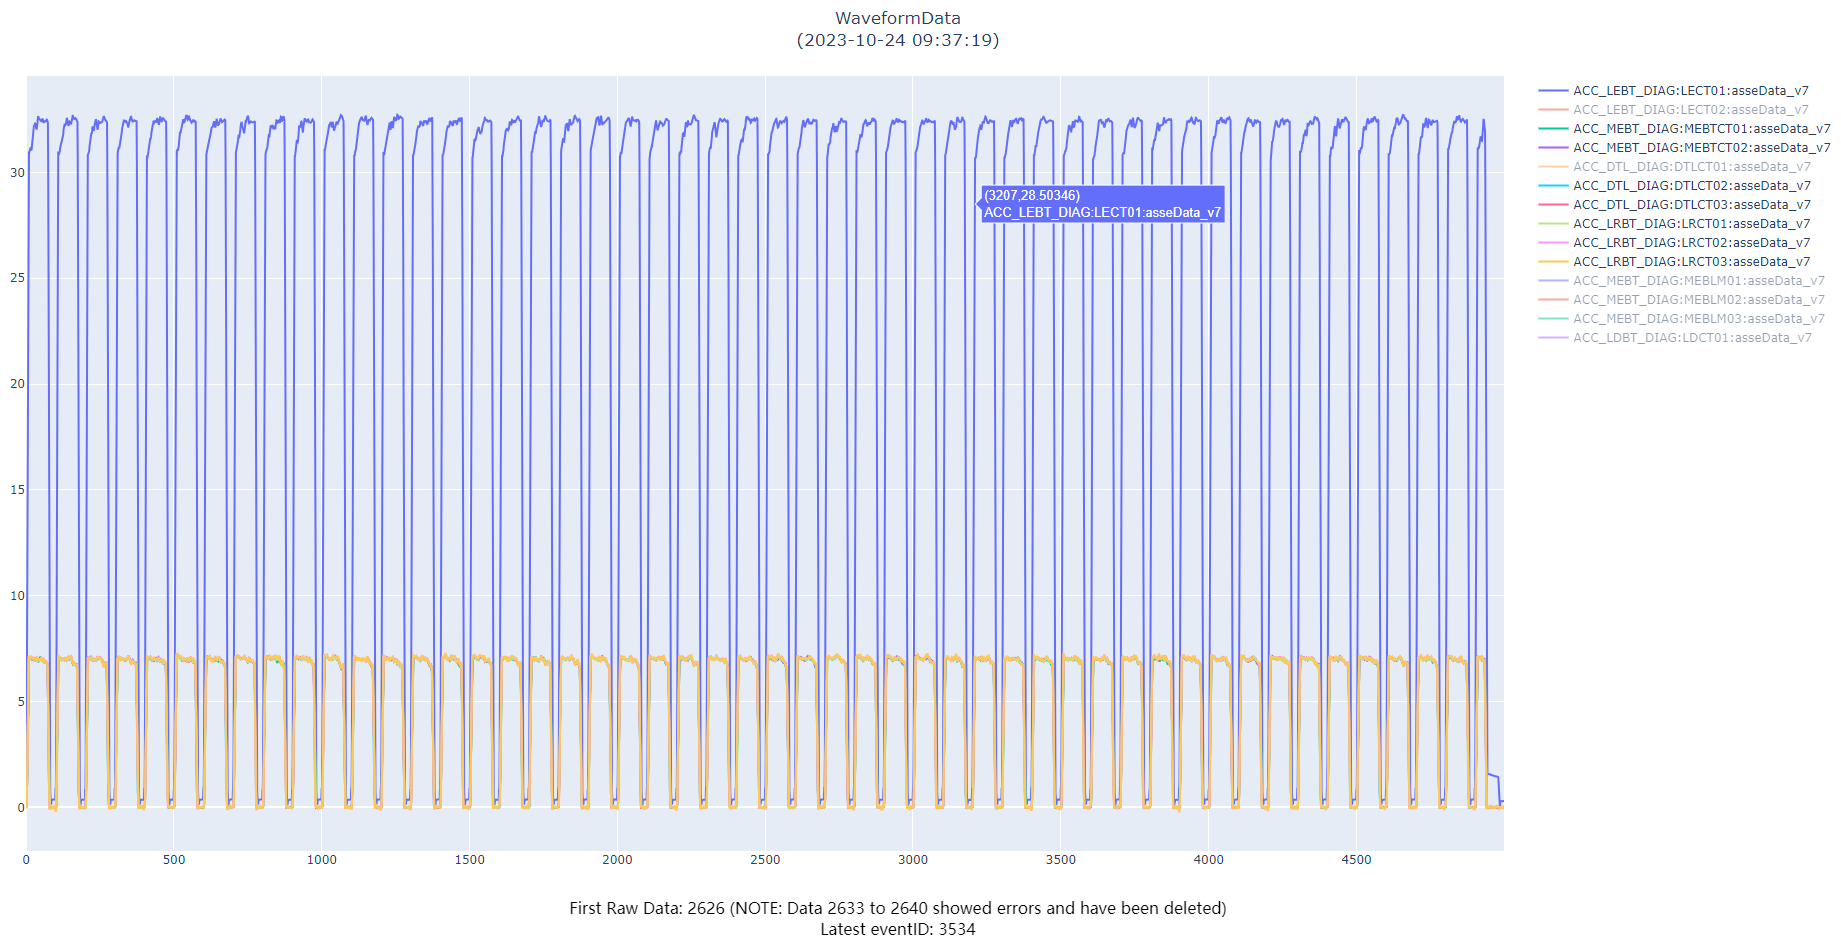 WaveformData
(2023-10-24 09:37:19)
30
25
20
15
10
5
0
0 500 1000 1500 2000 2500 3000 3500 4000 4500
(3207,28.50346)
ACC_LEBT_DIAG:LECT01:asseData_v7
ACC_LEBT_DIAG:LECT01:asseData_v7
ACC_LEBT_DIAG:LECT02:asseData_v7
ACC_MEBT_DIAG:MEBTCT01:asseData_v7
ACC_MEBT_DIAG:MEBTCT02:asseData_v7
ACC_DTL_DIAG:DTLCT01:asseData_v7
ACC_DTL_DIAG:DTLCT02:asseData_v7
ACC_DTL_DIAG:DTLCT03:asseData_v7
ACC_LRBT_DIAG:LRCT01:asseData_v7
ACC_LRBT_DIAG:LRCT02:asseData_v7
ACC_LRBT_DIAG:LRCT03:asseData_v7
ACC_MEBT_DIAG:MEBLM01:asseData_v7
ACC_MEBT_DIAG:MEBLM02:asseData_v7
ACC_MEBT_DIAG:MEBLM03:asseData_v7
ACC_LDBT_DIAG:LDCT01:asseData_v7
First Raw Data: 2626 (NOTE: Data 2633 to 2640 showed errors and have been deleted)
Latest eventID: 3534